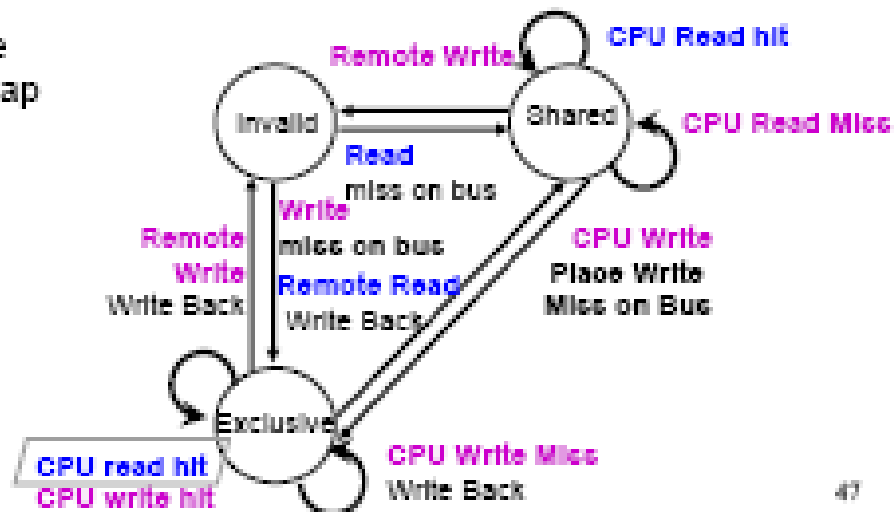 e
ap
CPU Read hit
Remote Write
Invalid
Shared
CPU Read Miss
Read
miss on bus
Write
miss on bus
Remote
Write
Write Back
Remote Read
Write Back
CPU Write
Place Write
Miss on Bus
Exclusive
CPU read hit
CPU write hit
CPU Write Miss
Write Back
47